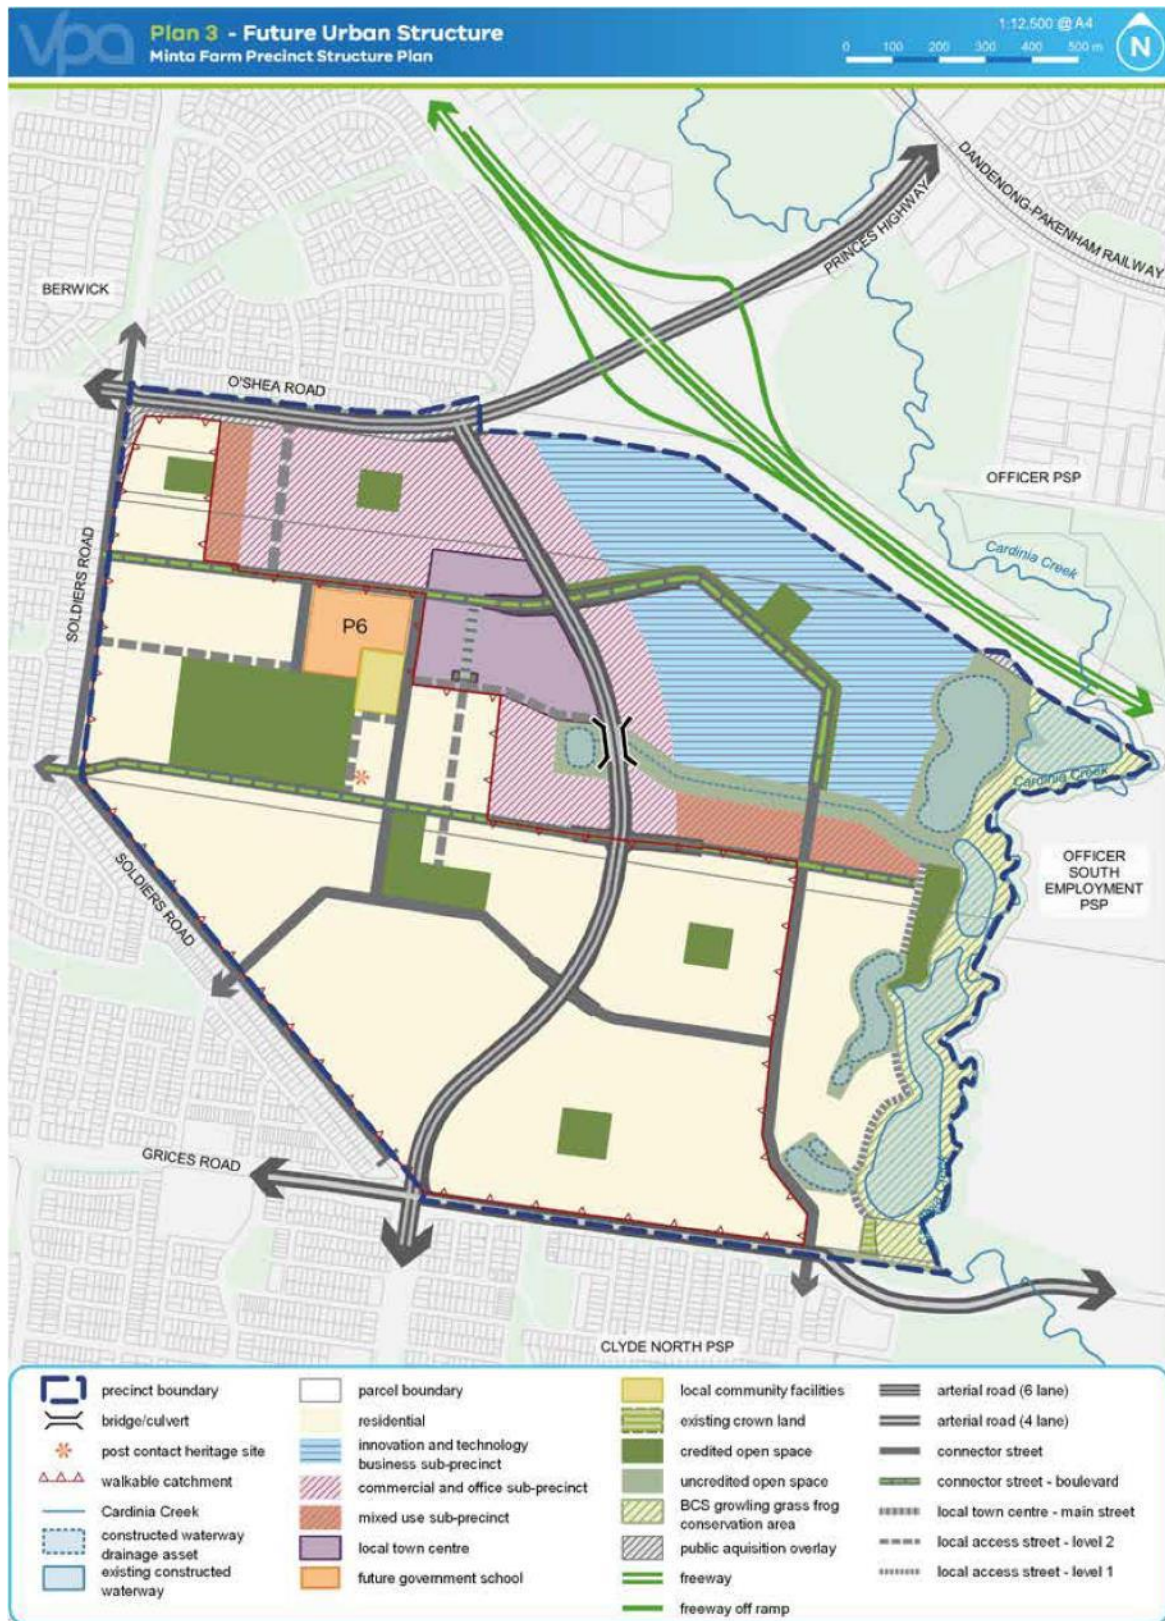 vpa
Plan 3 - Future Urban Structure
Minta Farm Precinct Structure Plan
1:12,500 @ A4
0 100 200 300 400 500 m
N
DANDENONG-PAKENHAM RAILWAY
PRINCES HIGHWAY
BERWICK
O'SHEA ROAD
OFFICER PSP
Cardinia Creek
SOLDIERS ROAD
P6
Cardinia Creek
OFFICER
SOUTH
EMPLOYMENT
PSP
SOLDIERS ROAD
GRICES ROAD
CLYDE NORTH PSP
precinct boundary
bridge/culvert
post contact heritage site
walkable catchment
Cardinia Creek
constructed waterway
drainage asset
existing constructed
waterway
parcel boundary
residential
innovation and technology
business sub-precinct
commercial and office sub-precinct
mixed use sub-precinct
local town centre
future government school
local community facilities
existing crown land
credited open space
uncredited open space
BCS growling grass frog
conservation area
public aquisition overlay
freeway
freeway off ramp
arterial road (6 lane)
arterial road (4 lane)
connector street
connector street - boulevard
local town centre - main street
local access street - level 2
local access street - level 1